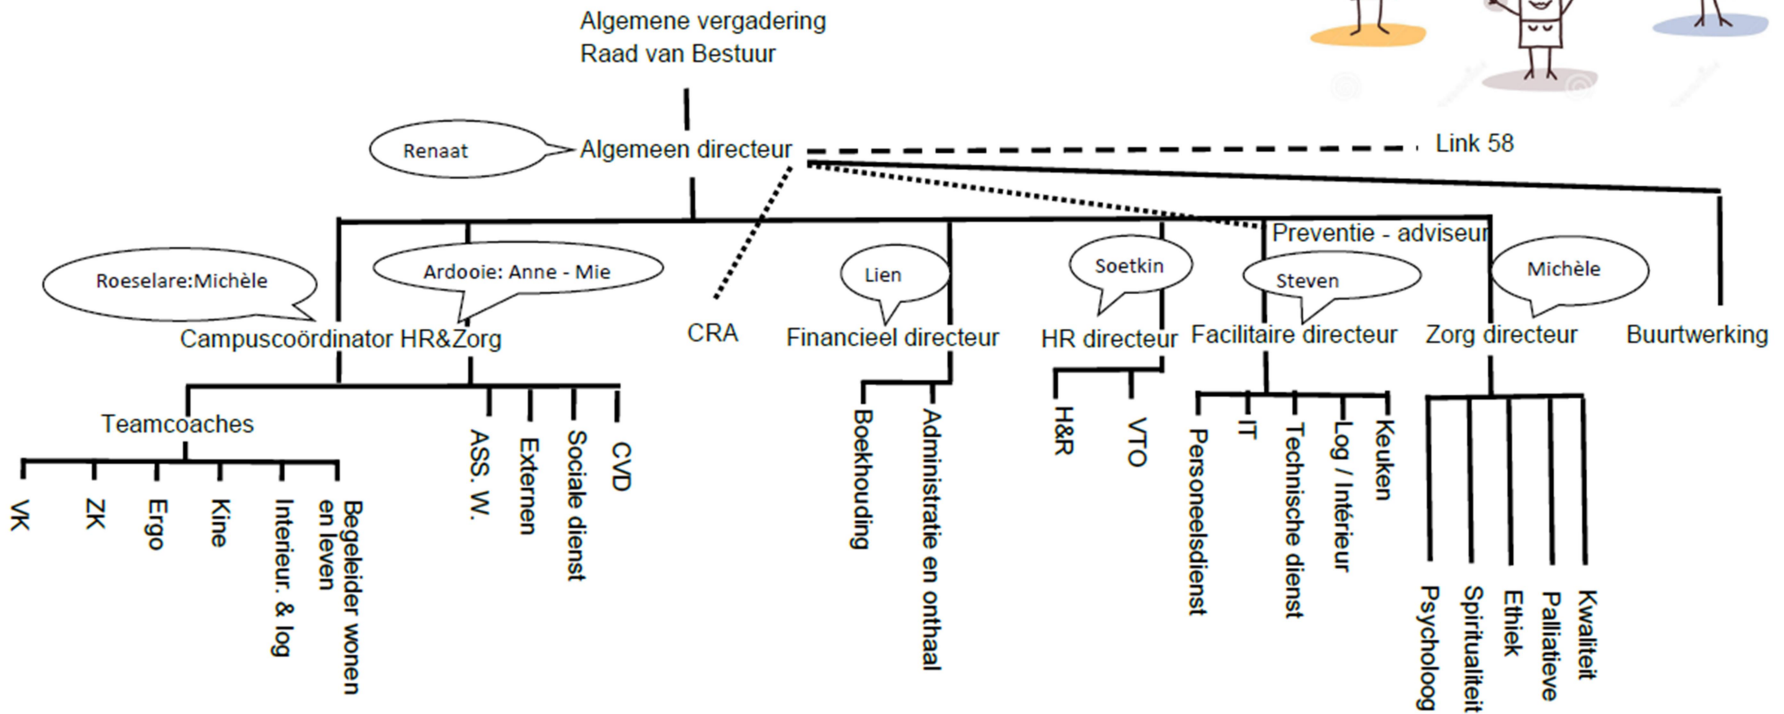 Algemene vergadering
Raad van Bestuur
Renaat
Algemeen directeur
Link 58
Preventie - adviseur
Roeselare:Michèle
Ardooie: Anne - Mie
Lien
Soetkin
Steven
Michèle
Campuscoördinator HR&Zorg
CRA
Financieel directeur
HR directeur
Facilitaire directeur
Zorg directeur
Buurtwerking
Teamcoaches
ASS. W.
Externen
Sociale dienst
CVD
Boekhouding
Administratie en onthaal
H&R
VTO
Personeelsdienst
IT
Technische dienst
Log / Intérieur
Keuken
VK
ZK
Ergo
Kine
Interieur. & log
Begeleider wonen
en leven
Psycholoog
Spiritualiteit
Ethiek
Palliatieve
Kwaliteit